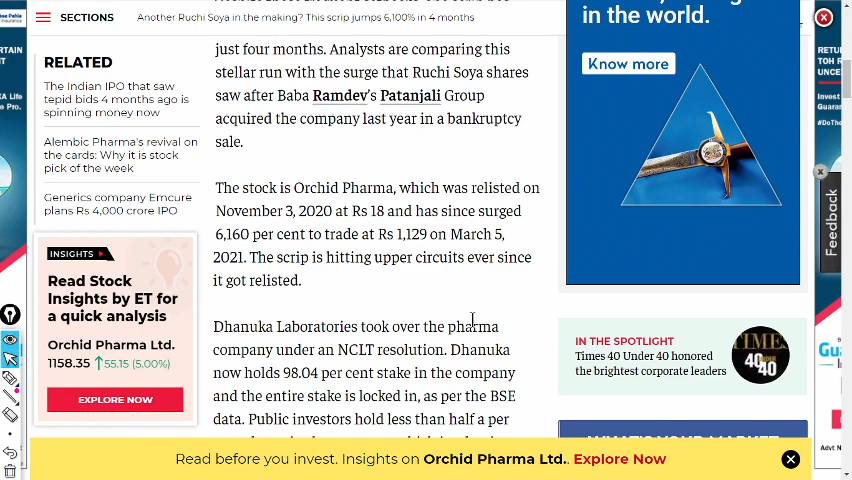 SECTIONS
Another Ruchi Soya in the making? This scrip jumps 6,100% in 4 months
RELATED
The Indian IPO that saw
tepid bids 4 months ago is
spinning money now
Alembic Pharma's revival on
the cards: Why it is stock
pick of the week
Generics company Emcure
plans Rs 4,000 crore IPO
INSIGHTS
Read Stock
Insights by ET for
a quick analysis
Orchid Pharma Ltd.
1158.35 55.15 (5.00%)
EXPLORE NOW
just four months. Analysts are comparing this
stellar run with the surge that Ruchi Soya shares
saw after Baba Ramdev's Patanjali Group
acquired the company last year in a bankruptcy
sale.
The stock is Orchid Pharma, which was relisted on
November 3, 2020 at Rs 18 and has since surged
6,160 per cent to trade at Rs 1,129 on March 5,
2021. The scrip is hitting upper circuits ever since
it got relisted.
Dhanuka Laboratories took over the pharma
company under an NCLT resolution. Dhanuka
now holds 98.04 per cent stake in the company
and the entire stake is locked in, as per the BSE
data. Public investors hold less than half a per
in the world.
Know more
IN THE SPOTLIGHT
Times 40 Under 40 honored
the brightest corporate leaders
TIMES
40
40
WHAT'S YOUR MARKET
Feedback
Read before you invest. Insights on Orchid Pharma Ltd.. Explore Now